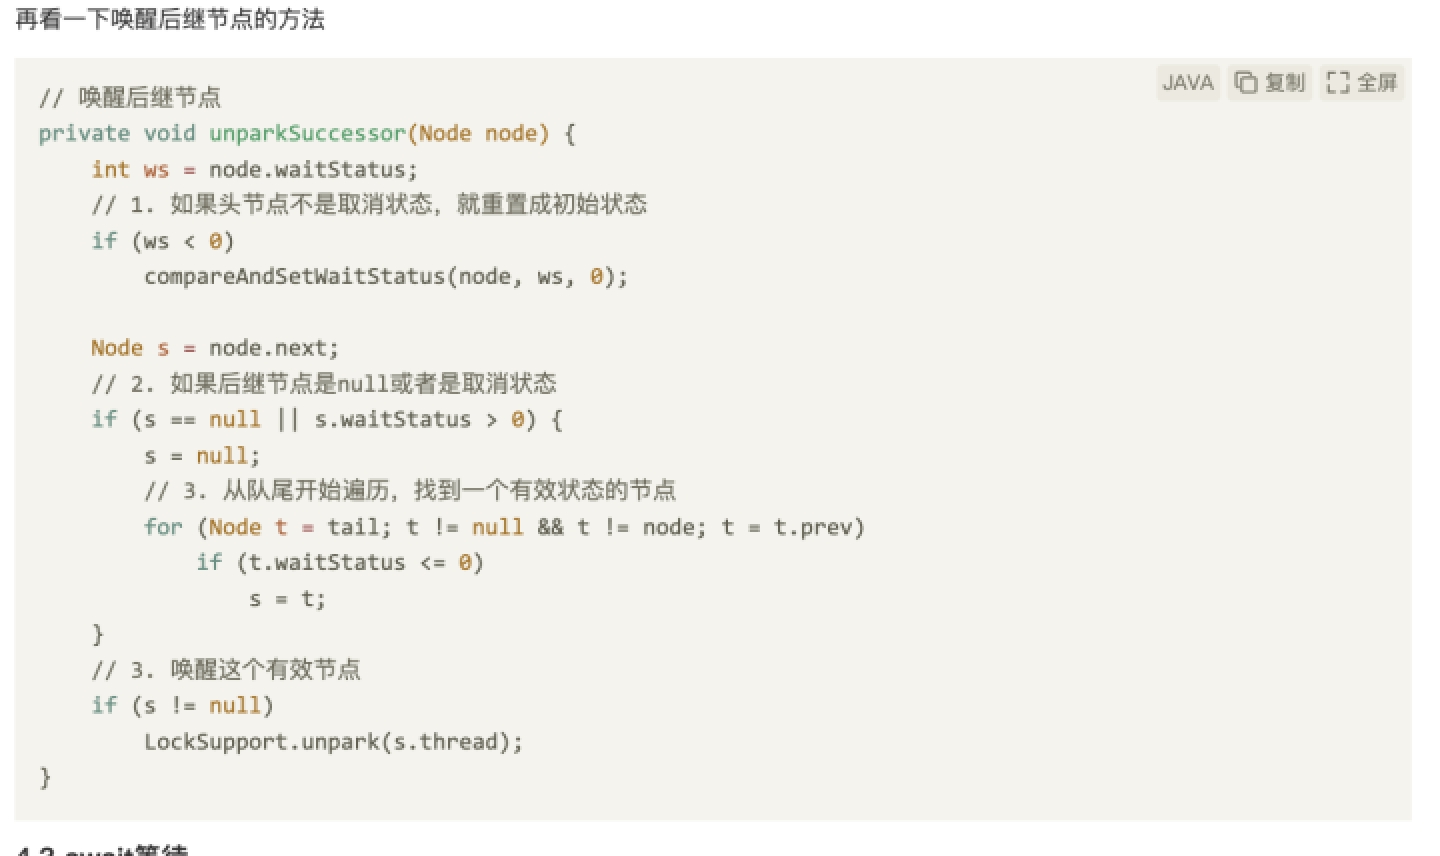 再看一下唤醒后继节点的方法
JAVA 复制 全屏
// 唤醒后继节点
private void unparkSuccessor(Node node) {
    int ws = node.waitStatus;
    // 1. 如果头节点不是取消状态，就重置成初始状态
    if (ws < 0)
        compareAndSetWaitStatus(node, ws, 0);
    Node s = node.next;
    // 2. 如果后继节点是null或者是取消状态
    if (s == null || s.waitStatus > 0) {
        s = null;
        // 3. 从队尾开始遍历，找到一个有效状态的节点
        for (Node t = tail; t != null && t != node; t = t.prev)
            if (t.waitStatus <= 0)
                s = t;
    }
    // 3. 唤醒这个有效节点
    if (s != null)
        LockSupport.unpark(s.thread);
}